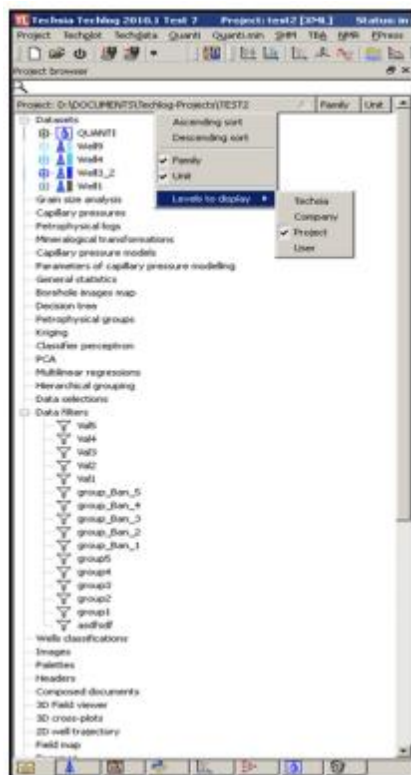 Techsia Techlog 2010.1 Test 7 Project: test2 [XML] Status: in
Project Techplot Techdata Quanti Quantimin SHM TBA NMR EPress
Project browser
Project: D:\DOCUMENTS\Techlog-Projects\TEST2 Family Unit
Ascending sort
Descending sort
Family
Unit
Levels to display
Techsia
Company
Project
User
Datasets
QUANTI
Well5
Well4
Well3_2
Well1
Grain size analysis
Capillary pressures
Petrophysical logs
Mineralogical transformations
Capillary pressure models
Parameters of capillary pressure modelling
General statistics
Borehole images map
Decision tree
Petrophysical groups
Kriging
Classifier perceptron
PCA
Multilinear regressions
Hierarchical grouping
Data selections
Data filters
Val5
Val4
Val3
Val2
Val1
group_Ban_5
group_Ban_4
group_Ban_3
group_Ban_2
group_Ban_1
group5
group4
group3
group2
group1
asdfsdf
Wells classifications
Images
Palettes
Headers
Composed documents
3D Field viewer
3D cross-plots
2D well trajectory
Field map